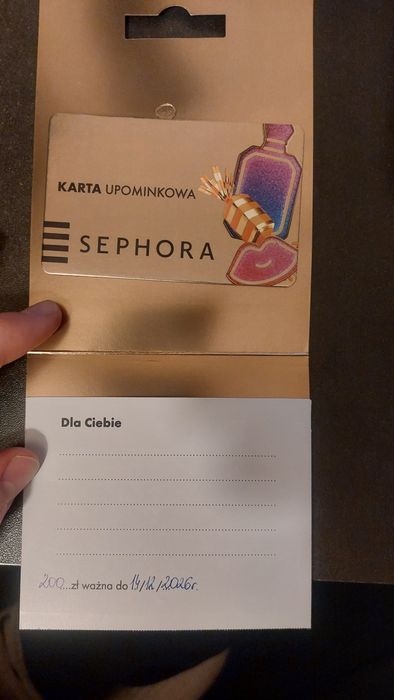 KARTA UPOMINKOWA
SEPHORA
Dla Ciebie
200...zł ważna do 14/12/2026r.